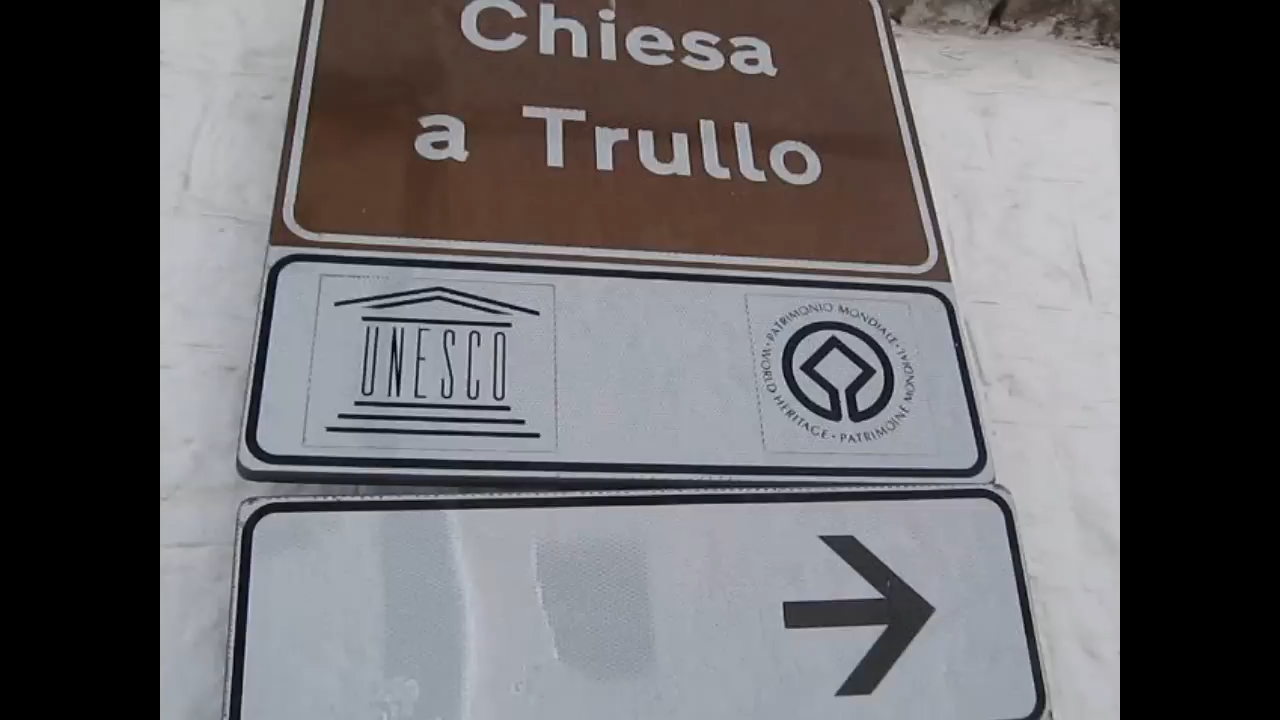 Chiesa
a Trullo
UNESCO
PATRIMONIO MONDIALE • WORLD HERITAGE • PATRIMOINE MONDIAL •